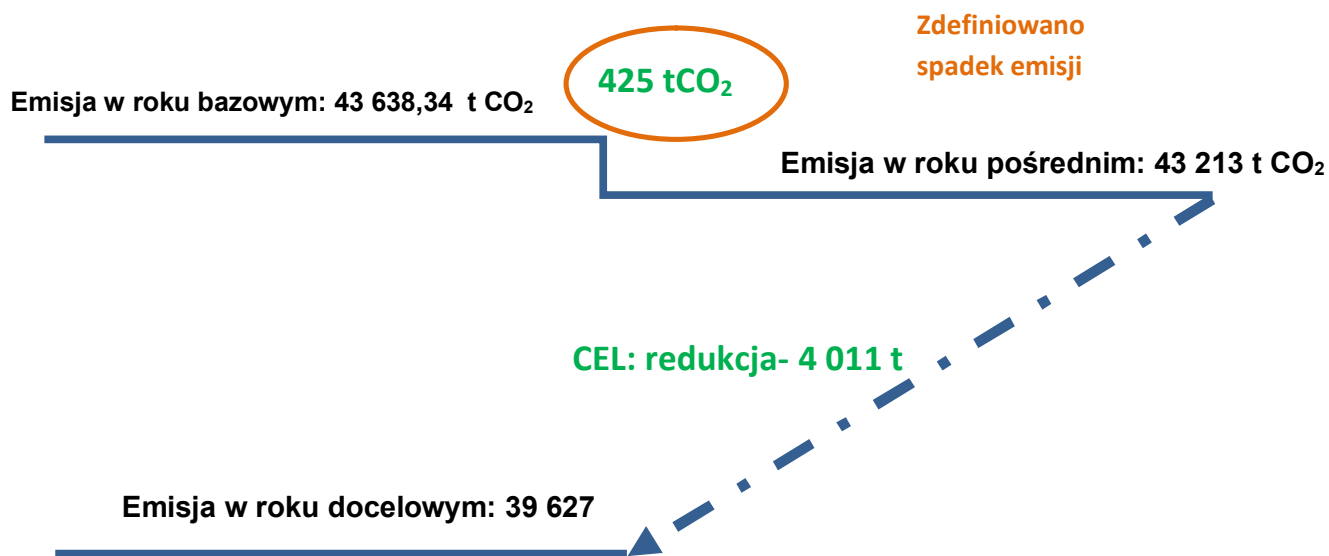 Zdefiniowano
spadek emisji
425 tCO₂
Emisja w roku bazowym: 43 638,34 t CO₂
Emisja w roku pośrednim: 43 213 t CO₂
CEL: redukcja- 4 011 t
Emisja w roku docelowym: 39 627